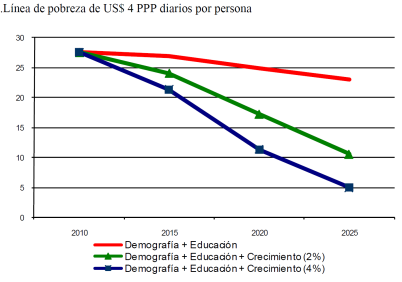 .Línea de pobreza de US$ 4 PPP diarios por persona
30
25
20
15
10
5
0
2010 2015 2020 2025
Demografía + Educación
Demografía + Educación + Crecimiento (2%)
Demografía + Educación + Crecimiento (4%)